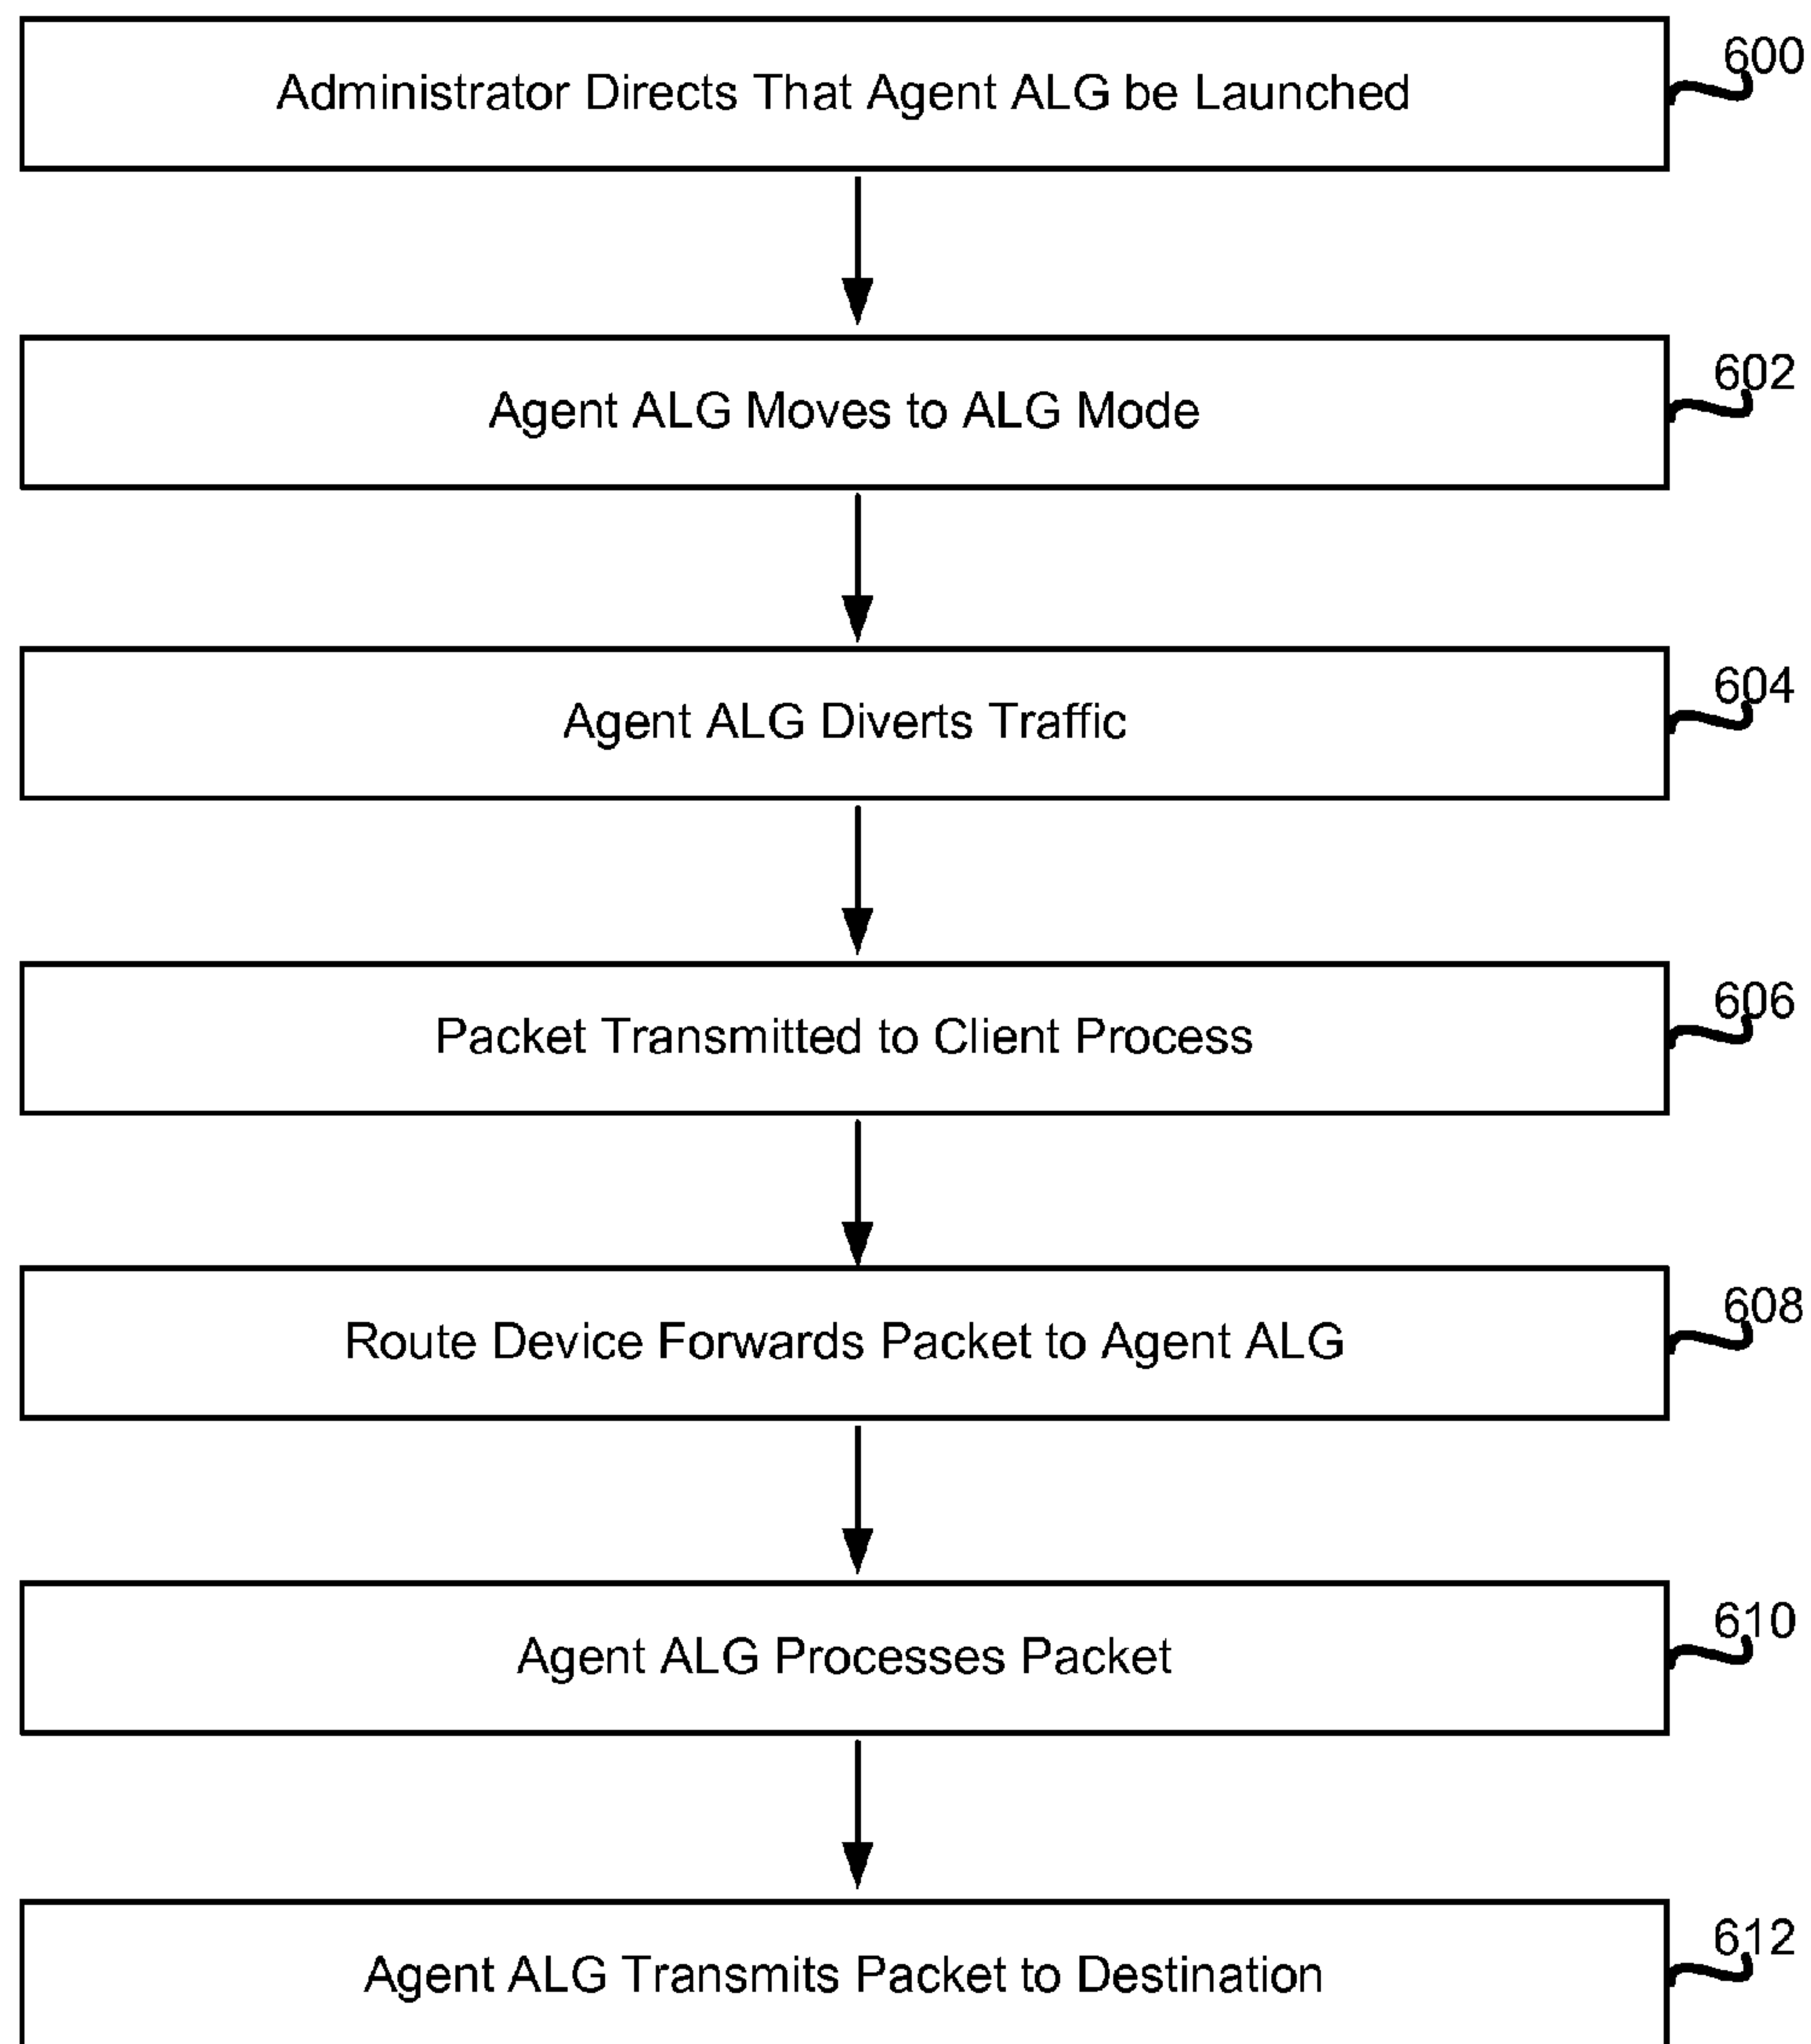 Administrator Directs That Agent ALG be Launched
600
Agent ALG Moves to ALG Mode
602
Agent ALG Diverts Traffic
604
Packet Transmitted to Client Process
606
Route Device Forwards Packet to Agent ALG
608
Agent ALG Processes Packet
610
Agent ALG Transmits Packet to Destination
612